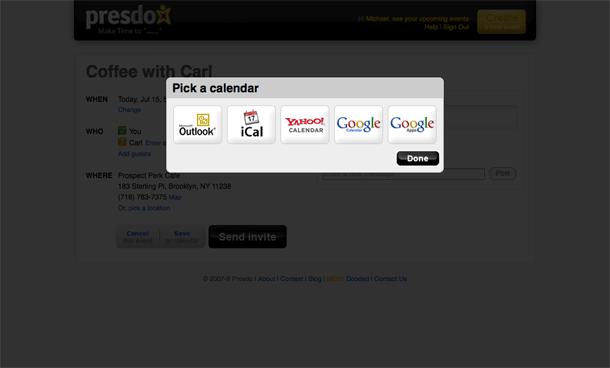 presdo
Make Time to "......"
Hi Michael, see your upcoming events
Help | Sign Out
Create
a new event
Coffee with Carl
Pick a calendar
Microsoft
Outlook
17
iCal
YAHOO!
CALENDAR
Google
Calendar
Google
Apps
Done
WHEN Today, Jul 15, 5
Change
WHO You
Carl Enter
Add guests
WHERE Prospect Park Cafe
183 Sterling Pl, Brooklyn, NY 11238
(718) 783-7375 Map
Or, pick a location
Post
Cancel
this event
Save
to calendar
Send invite
© 2007-8 Presdo | About | Contest | Blog | Dooded | Contact Us